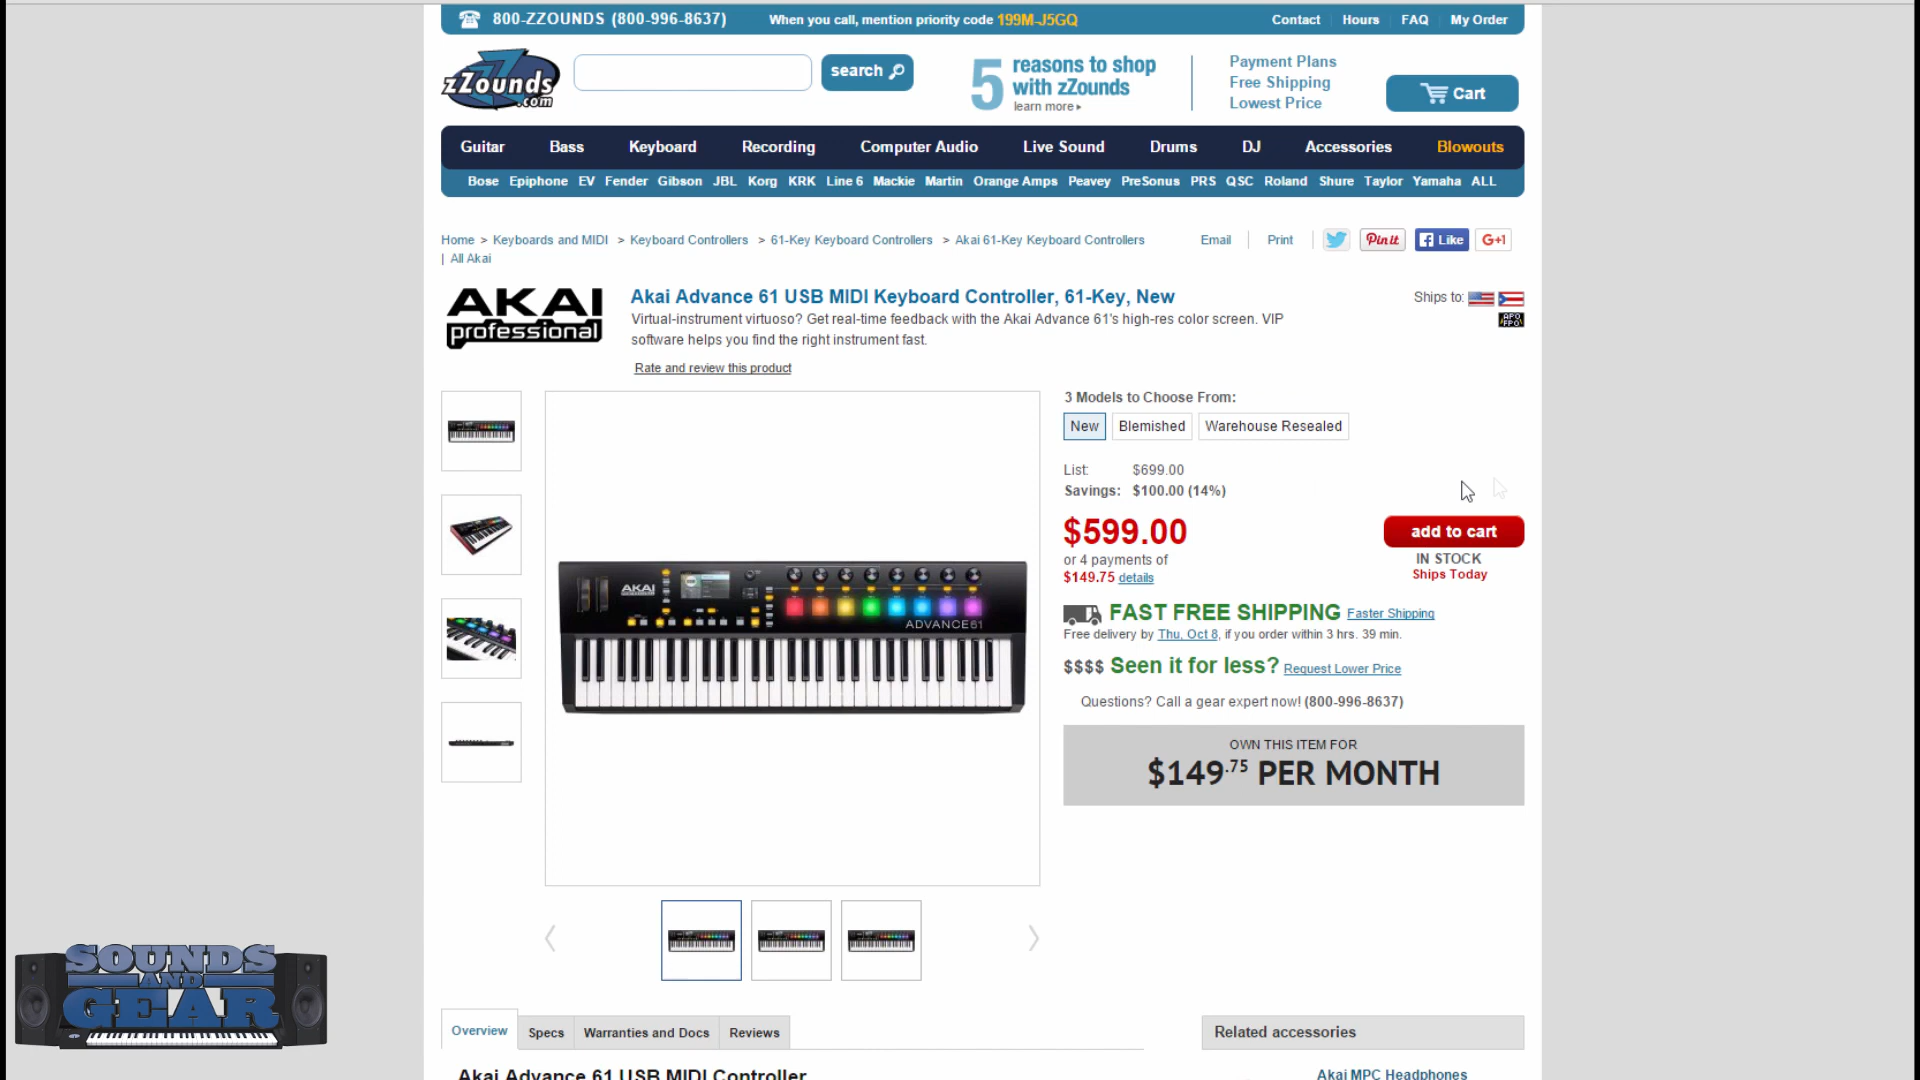 800-ZZOUNDS (800-996-8637)
When you call, mention priority code 199M-J5GQ
Contact
Hours
FAQ
My Order
zZounds
.com
search
5 reasons to shop
with zZounds
learn more
Payment Plans
Free Shipping
Lowest Price
Cart
Guitar
Bass
Keyboard
Recording
Computer Audio
Live Sound
Drums
DJ
Accessories
Blowouts
Bose
Epiphone
EV
Fender
Gibson
JBL
Korg
KRK
Line 6
Mackie
Martin
Orange Amps
Peavey
PreSonus
PRS
QSC
Roland
Shure
Taylor
Yamaha
ALL
Home > Keyboards and MIDI > Keyboard Controllers > 61-Key Keyboard Controllers > Akai 61-Key Keyboard Controllers
| All Akai
Email
Print
Pin it
Like
G+1
AKAI
professional
Akai Advance 61 USB MIDI Keyboard Controller, 61-Key, New
Virtual-instrument virtuoso? Get real-time feedback with the Akai Advance 61's high-res color screen. VIP
software helps you find the right instrument fast.
Rate and review this product
Ships to:
APO
FPO
3 Models to Choose From:
New
Blemished
Warehouse Resealed
List: $699.00
Savings: $100.00 (14%)
$599.00
or 4 payments of
$149.75 details
add to cart
IN STOCK
Ships Today
FAST FREE SHIPPING Faster Shipping
Free delivery by Thu, Oct 8, if you order within 3 hrs. 39 min.
$$$$ Seen it for less? Request Lower Price
Questions? Call a gear expert now! (800-996-8637)
OWN THIS ITEM FOR
$149.75 PER MONTH
AKAI
ADVANCE61
SOUNDS
AND
GEAR
Overview
Specs
Warranties and Docs
Reviews
Related accessories
Akai Advance 61 USB MIDI Controller
Akai MPC Headphones